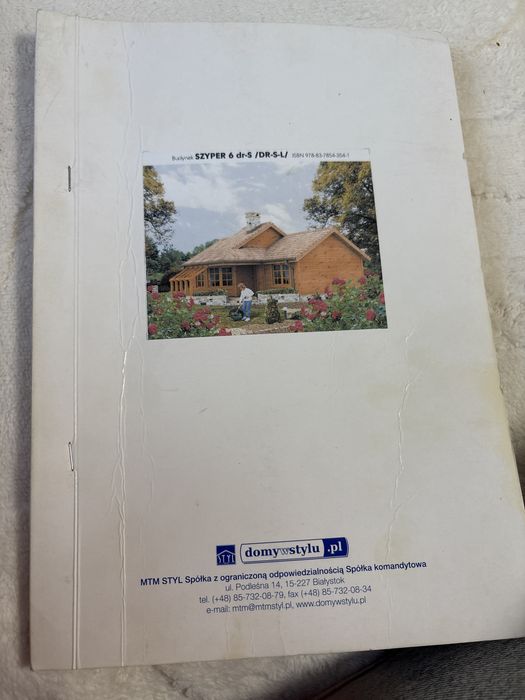 Budynek SZYPER 6 dr-S /DR-S-L/ ISBN 978-83-7854-354-1
STYL domywstylu.pl
MTM STYL Spółka z ograniczoną odpowiedzialnością Spółka komandytowa
ul. Podleśna 14, 15-227 Białystok
tel. (+48) 85-732-08-79, fax (+48) 85-732-08-34
e-mail: mtm@mtmstyl.pl, www.domywstylu.pl